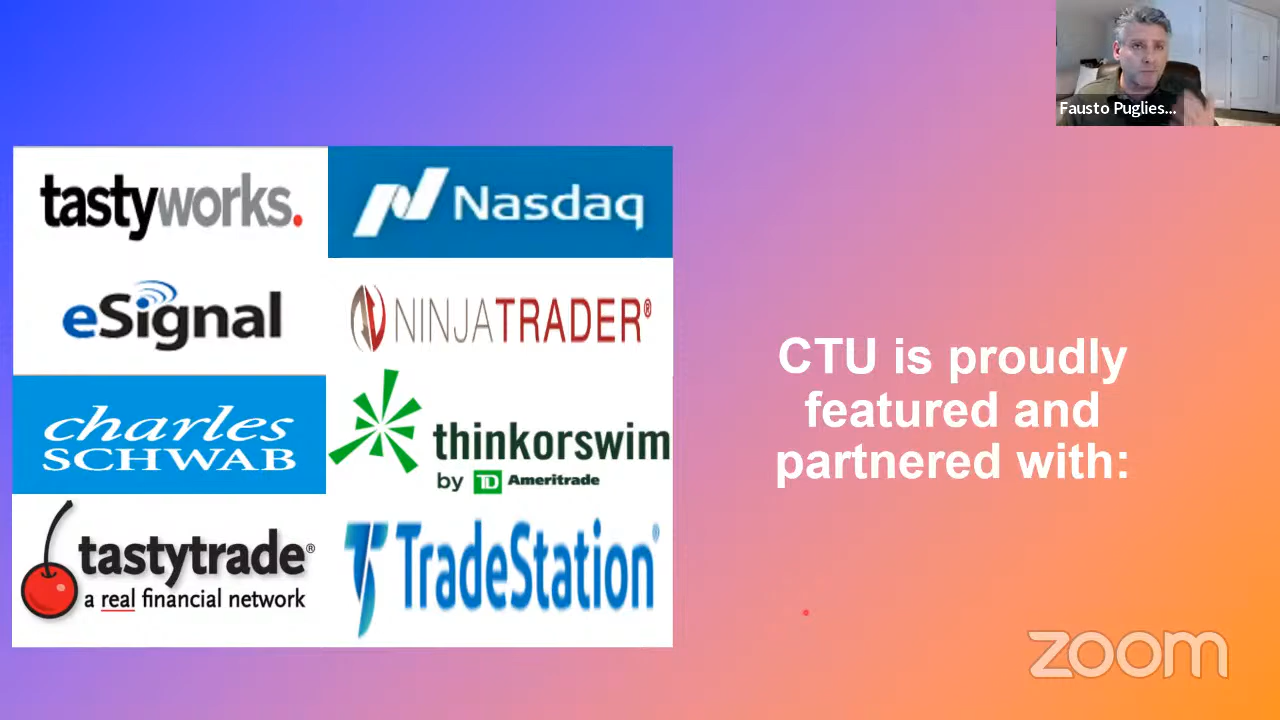 Fausto Puglies...
tastyworks.
Nasdaq
eSignal
NINJATRADER®
charles
SCHWAB
thinkorswim
by TD Ameritrade
tastytrade®
a real financial network
TradeStation®
CTU is proudly
featured and
partnered with:
zoom